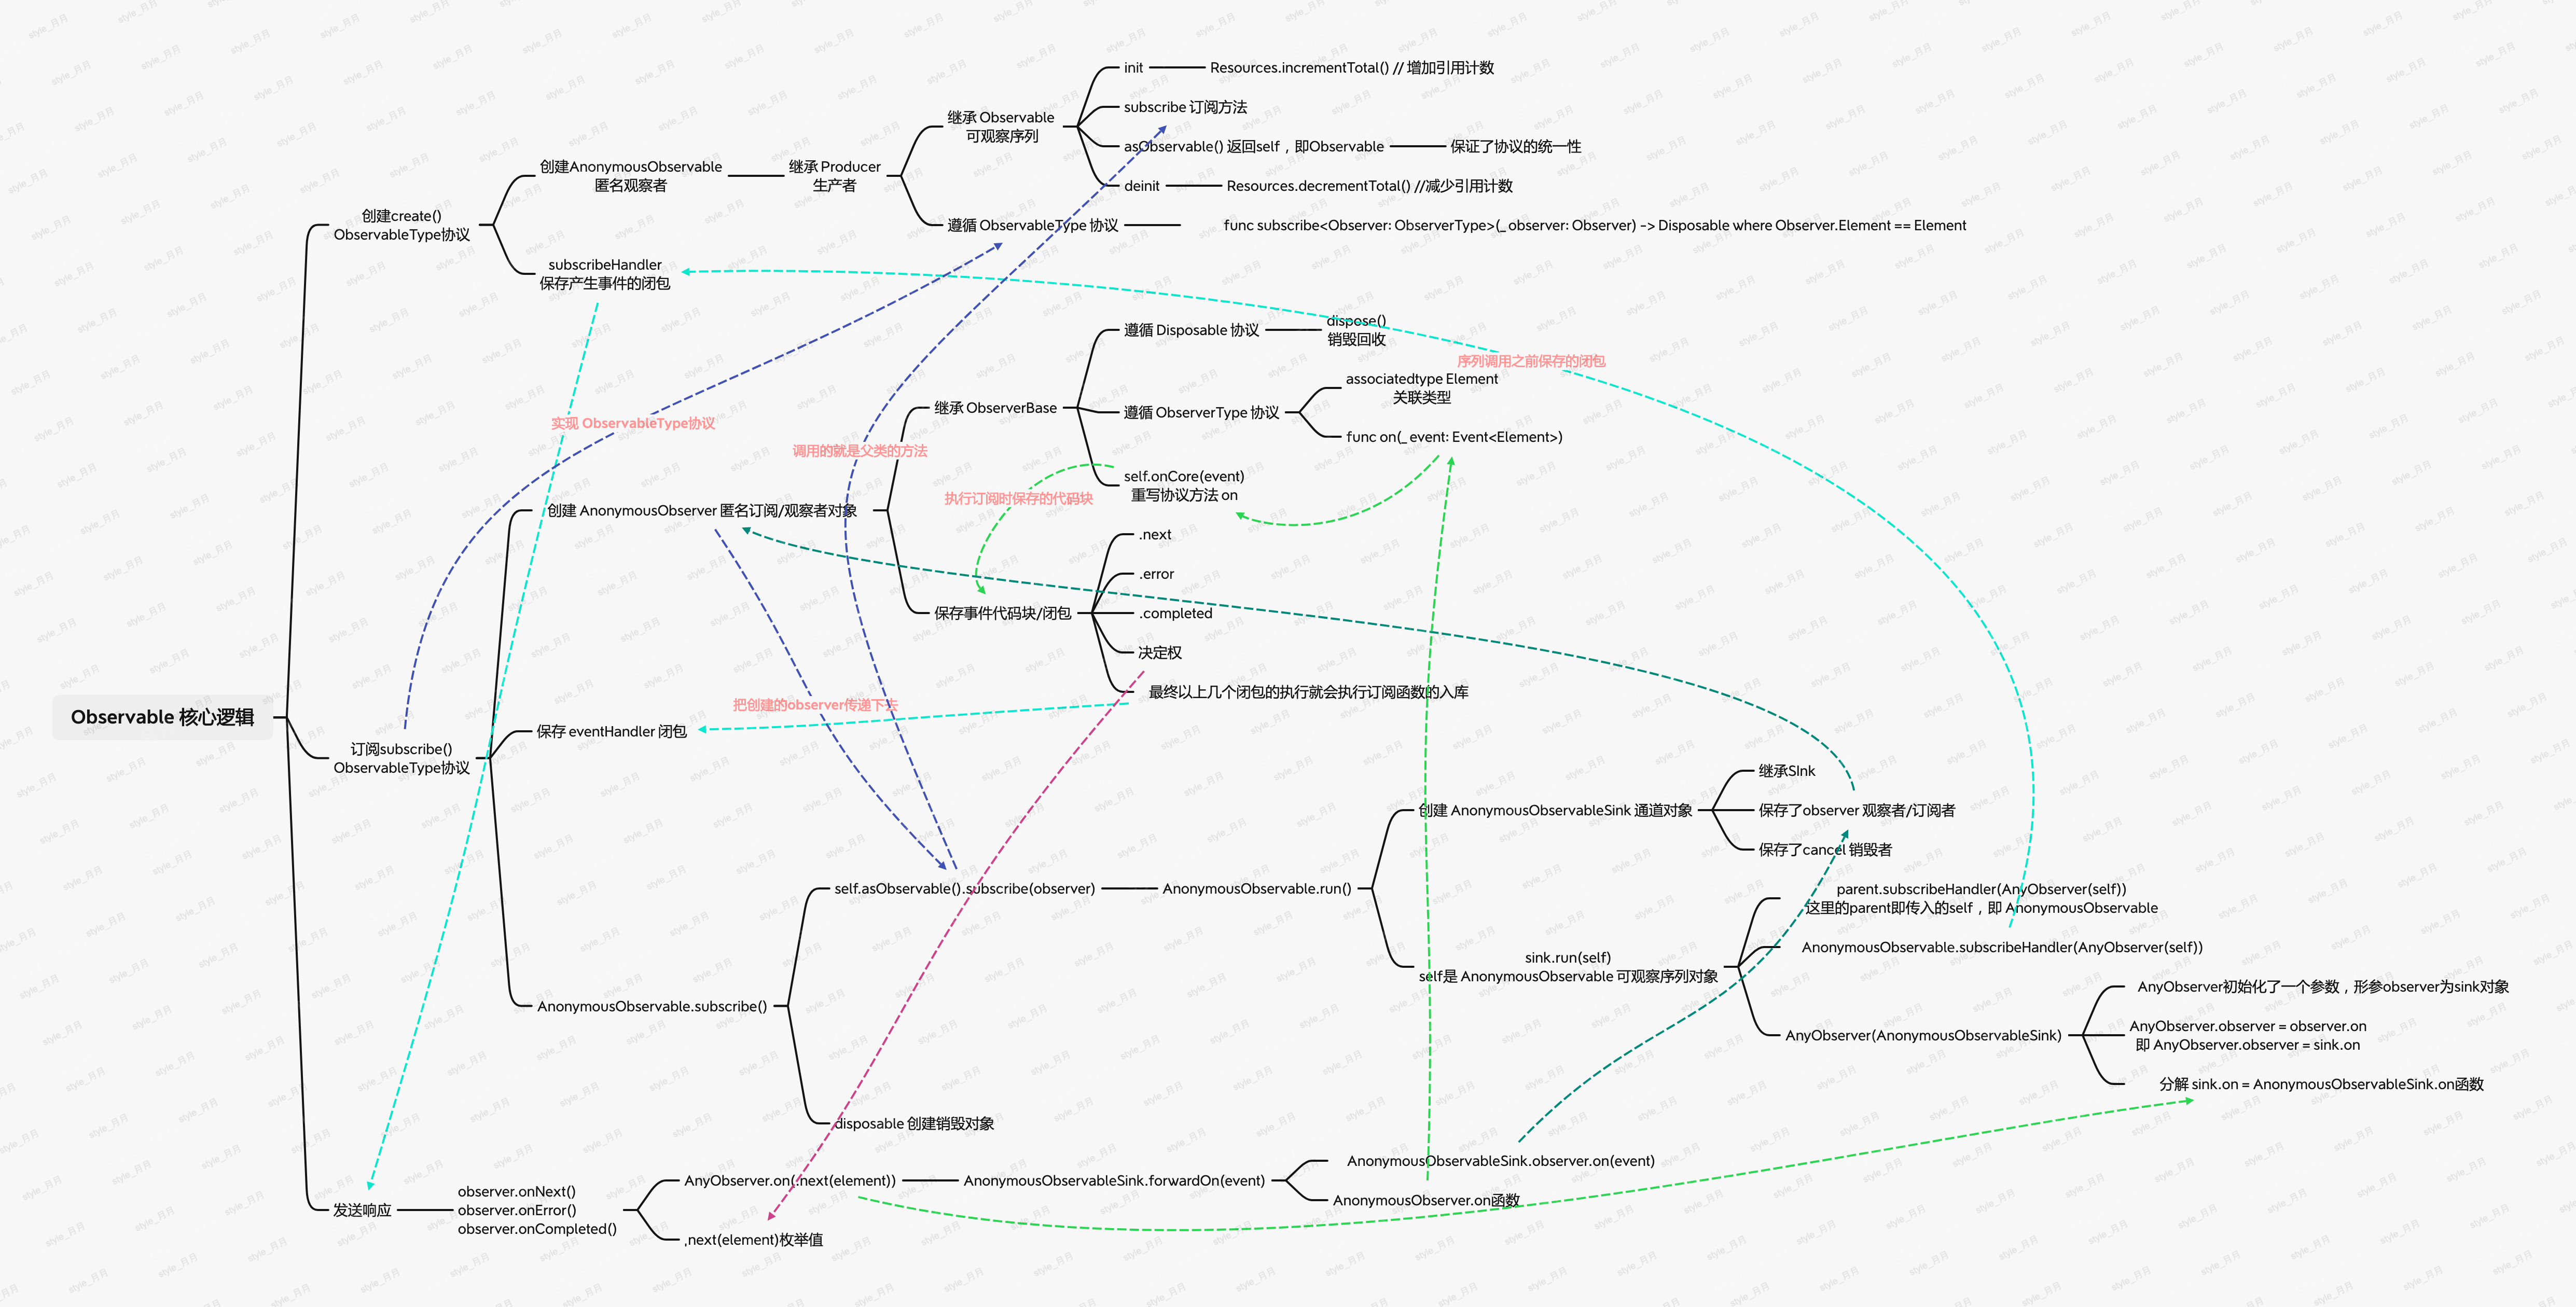 Observable 核心逻辑
创建create()
ObservableType协议
创建AnonymousObservable
匿名观察者
继承 Producer
生产者
继承 Observable
可观察序列
init
Resources.incrementTotal() // 增加引用计数
subscribe 订阅方法
asObservable() 返回self，即Observable
保证了协议的统一性
deinit
Resources.decrementTotal() //减少引用计数
遵循 ObservableType 协议
func subscribe<Observer: ObserverType>(_ observer: Observer) -> Disposable where Observer.Element == Element
subscribeHandler
保存产生事件的闭包
订阅subscribe()
ObservableType协议
创建 AnonymousObserver 匿名订阅/观察者对象
继承 ObserverBase
遵循 Disposable 协议
dispose()
销毁回收
遵循 ObserverType 协议
associatedtype Element
关联类型
func on(_ event: Event<Element>)
self.onCore(event)
重写协议方法 on
保存事件代码块/闭包
.next
.error
.completed
决定权
最终以上几个闭包的执行就会执行订阅函数的入库
保存 eventHandler 闭包
AnonymousObservable.subscribe()
self.asObservable().subscribe(observer)
AnonymousObservable.run()
创建 AnonymousObservableSink 通道对象
继承SInk
保存了observer 观察者/订阅者
保存了cancel 销毁者
sink.run(self)
self是 AnonymousObservable 可观察序列对象
parent.subscribeHandler(AnyObserver(self))
这里的parent即传入的self，即 AnonymousObservable
AnonymousObservable.subscribeHandler(AnyObserver(self))
AnyObserver(AnonymousObservableSink)
AnyObserver初始化了一个参数，形参observer为sink对象
AnyObserver.observer = observer.on
即 AnyObserver.observer = sink.on
分解 sink.on = AnonymousObservableSink.on函数
disposable 创建销毁对象
发送响应
observer.onNext()
observer.onError()
observer.onCompleted()
AnyObserver.on(.next(element))
AnonymousObservableSink.forwardOn(event)
AnonymousObservableSink.observer.on(event)
AnonymousObserver.on函数
,next(element)枚举值
实现 ObservableType协议
调用的就是父类的方法
执行订阅时保存的代码块
序列调用之前保存的闭包
把创建的observer传递下去
style_月月